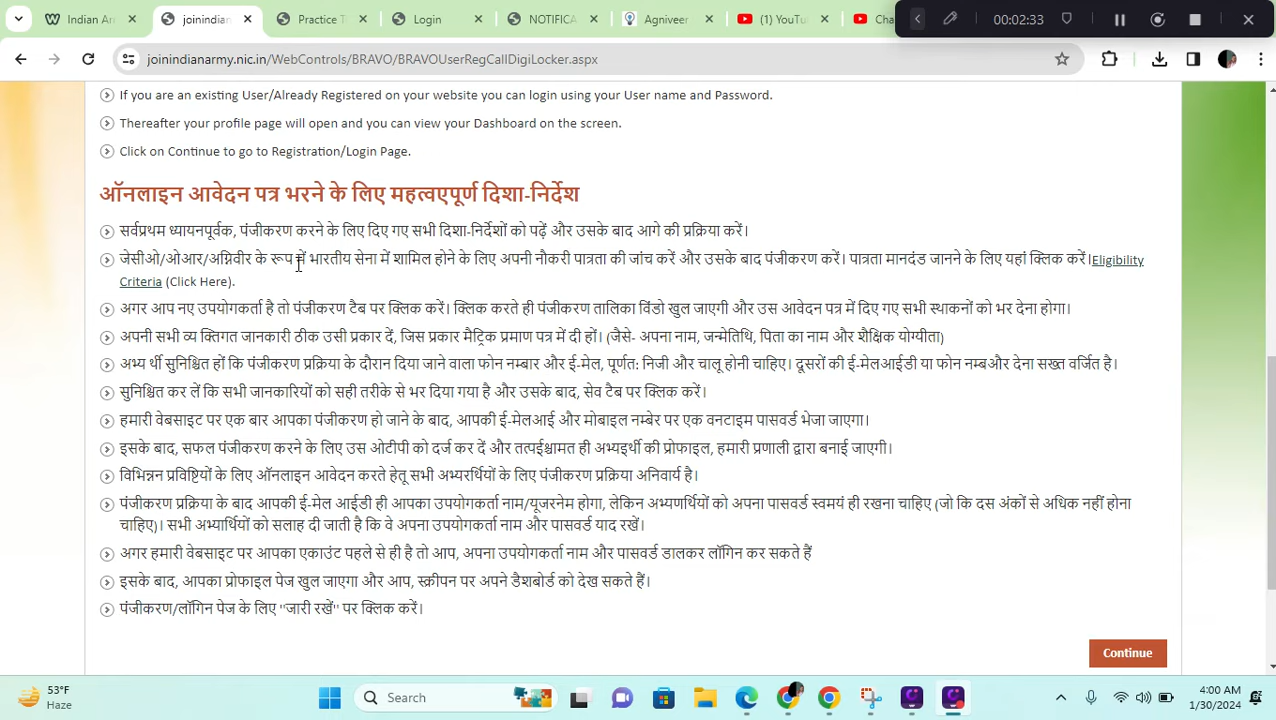 Indian Ar
joinindian
Practice T
Login
NOTIFICA
Agniveer
(1) YouTu
Cha
00:02:33
joinindianarmy.nic.in/WebControls/BRAVO/BRAVOUserRegCallDigiLocker.aspx
If you are an existing User/Already Registered on your website you can login using your User name and Password.
Thereafter your profile page will open and you can view your Dashboard on the screen.
Click on Continue to go to Registration/Login Page.
ऑनलाइन आवेदन पत्र भरने के लिए महत्वएपूर्ण दिशा-निर्देश
सर्वप्रथम ध्यायनपूर्वक, पंजीकरण करने के लिए दिए गए सभी दिशा-निर्देशों को पढ़ें और उसके बाद आगे की प्रक्रिया करें।
जेसीओ/ओआर/अग्निवीर के रूप में भारतीय सेना में शामिल होने के लिए अपनी नौकरी पात्रता की जांच करें और उसके बाद पंजीकरण करें। पात्रता मानदंड जानने के लिए यहां क्लिक करें।Eligibility
Criteria (Click Here).
अगर आप नए उपयोगकर्ता है तो पंजीकरण टैब पर क्लिक करें। क्लिक करते ही पंजीकरण तालिका विंडो खुल जाएगी और उस आवेदन पत्र में दिए गए सभी स्थाकनों को भर देना होगा।
अपनी सभी व्य क्तिगत जानकारी ठीक उसी प्रकार दें, जिस प्रकार मैट्रिक प्रमाण पत्र में दी हों। (जैसे- अपना नाम, जन्मेतिथि, पिता का नाम और शैक्षिक योग्यीता)
अभ्य र्थी सुनिश्चित हों कि पंजीकरण प्रक्रिया के दौरान दिया जाने वाला फोन नम्बार और ई-मेल, पूर्णत: निजी और चालू होनी चाहिए। दूसरों की ई-मेलआईडी या फोन नम्बऔर देना सख्त वर्जित है।
सुनिश्चित कर लें कि सभी जानकारियों को सही तरीके से भर दिया गया है और उसके बाद, सेव टैब पर क्लिक करें।
हमारी वेबसाइट पर एक बार आपका पंजीकरण हो जाने के बाद, आपकी ई-मेलआई और मोबाइल नम्बेर पर एक वनटाइम पासवर्ड भेजा जाएगा।
इसके बाद, सफल पंजीकरण करने के लिए उस ओटीपी को दर्ज कर दें और तत्पईश्चामत ही अभ्यइर्थी की प्रोफाइल, हमारी प्रणाली द्वारा बनाई जाएगी।
विभिन्नन प्रविष्टियों के लिए ऑनलाइन आवेदन करते हेतू सभी अभ्यरर्थियों के लिए पंजीकरण प्रक्रिया अनिवार्य है।
पंजीकरण प्रक्रिया के बाद आपकी ई-मेल आईडी ही आपका उपयोगकर्ता नाम/यूजरनेम होगा, लेकिन अभ्यणर्थियों को अपना पासवर्ड स्वमयं ही रखना चाहिए (जो कि दस अंकों से अधिक नहीं होना
चाहिए)। सभी अभ्यार्थियों को सलाह दी जाती है कि वे अपना उपयोगकर्ता नाम और पासवर्ड याद रखें।
अगर हमारी वेबसाइट पर आपका एकाउंट पहले से ही है तो आप, अपना उपयोगकर्ता नाम और पासवर्ड डालकर लॉगिन कर सकते हैं
इसके बाद, आपका प्रोफाइल पेज खुल जाएगा और आप, स्क्रीपन पर अपने डैशबोर्ड को देख सकते हैं।
पंजीकरण/लॉगिन पेज के लिए ''जारी रखें'' पर क्लिक करें।
Continue
53°F
Haze
Search
4:00 AM
1/30/2024